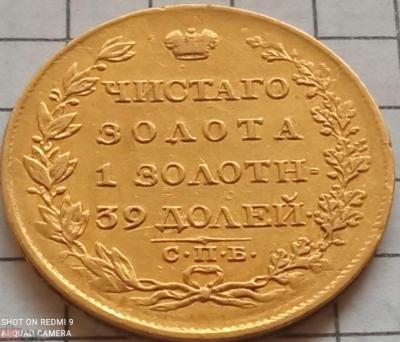 ЧИСТАГО
ЗОЛОТА
1 ЗОЛОТН=
39 ДОЛЕЙ.
С·П·Б·
SHOT ON REDMI 9
AI QUAD CAMERA